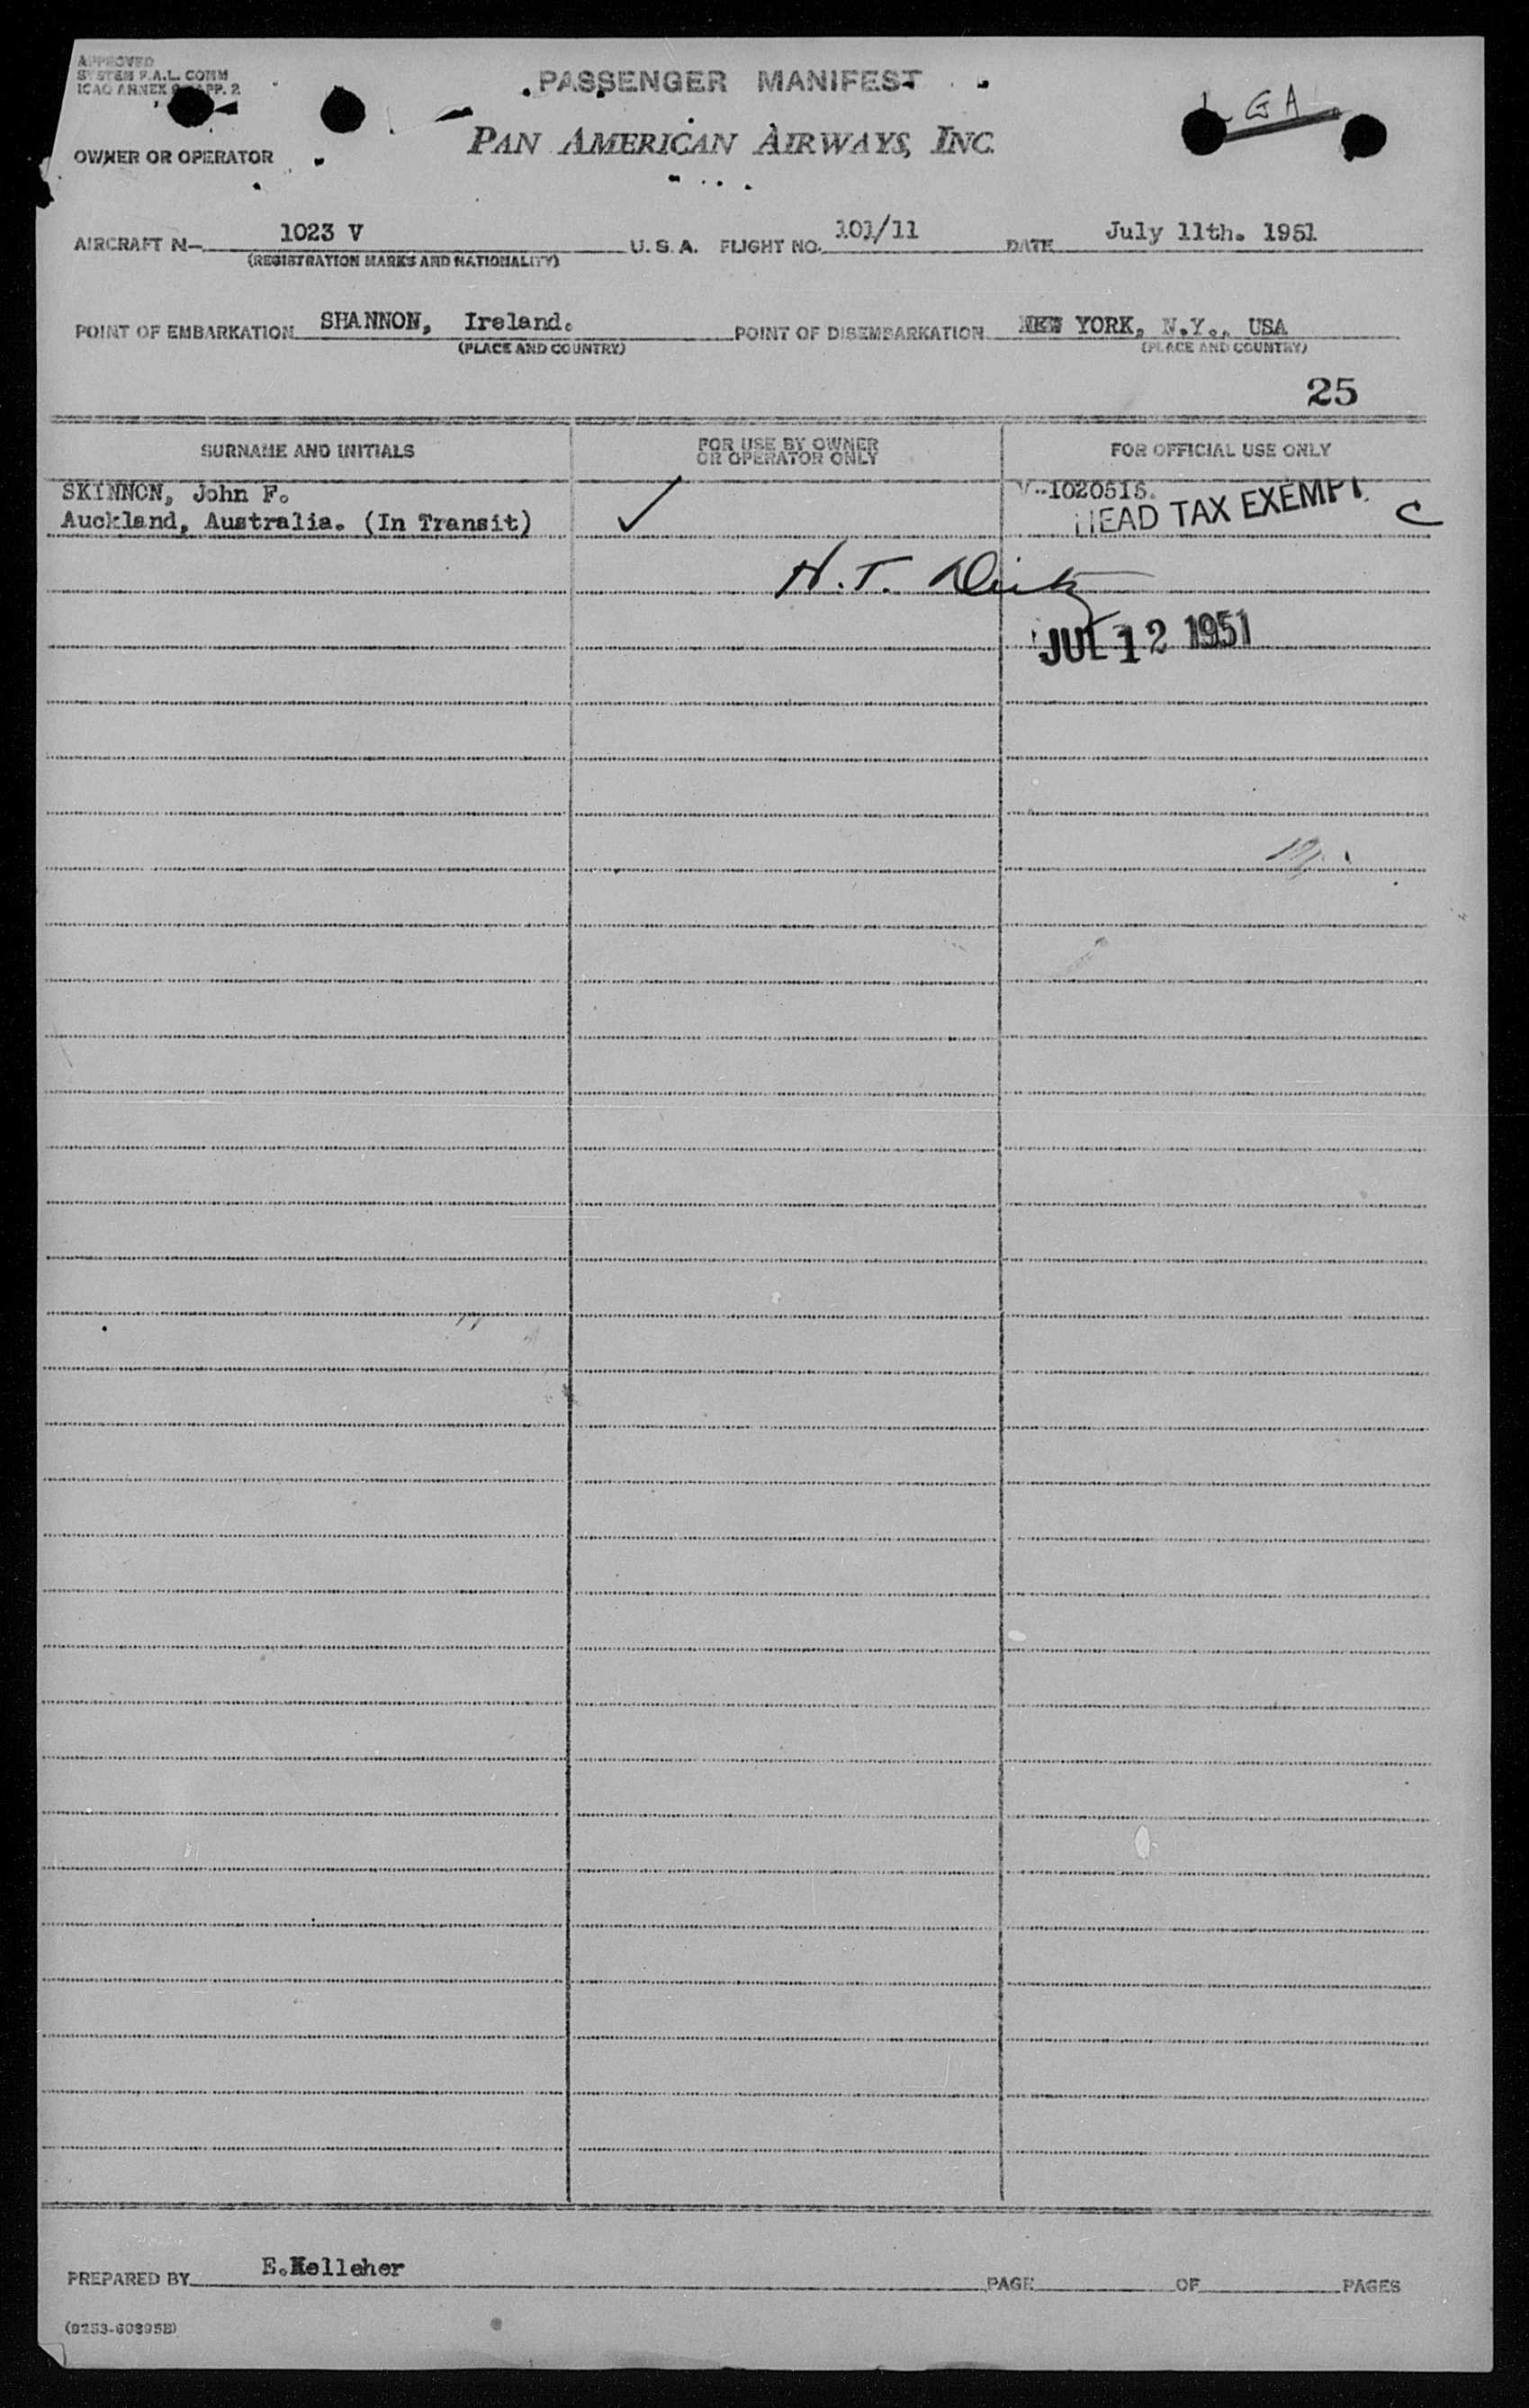 APPROVED
SYSTEM F.A.L. COMM
ICAO ANNEX 9 APP. 2
PASSENGER MANIFEST
L G A
OWNER OR OPERATOR
PAN AMERICAN AIRWAYS, INC.
AIRCRAFT N- 1023 V U.S.A. FLIGHT NO. 101/11 DATE July 11th. 1951
(REGISTRATION MARKS AND NATIONALITY)
POINT OF EMBARKATION SHANNON, Ireland. POINT OF DISEMBARKATION NEW YORK, N.Y., USA
(PLACE AND COUNTRY) (PLACE AND COUNTRY)
25
SURNAME AND INITIALS FOR USE BY OWNER OR OPERATOR ONLY FOR OFFICIAL USE ONLY
SKINNON, John F. V-1020515.
Auckland, Australia. (In Transit) ✓ HEAD TAX EXEMPT C
H.T.
JUL 12 1951
PREPARED BY E.Kelleher PAGE OF PAGES